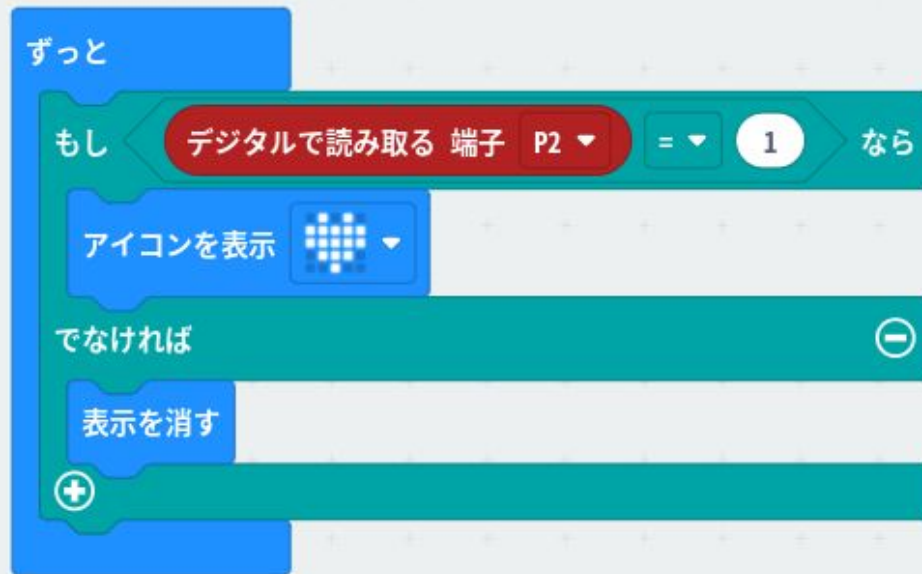 ずっと
もし デジタルで読み取る 端子 P2 = 1 なら
アイコンを表示
でなければ
表示を消す